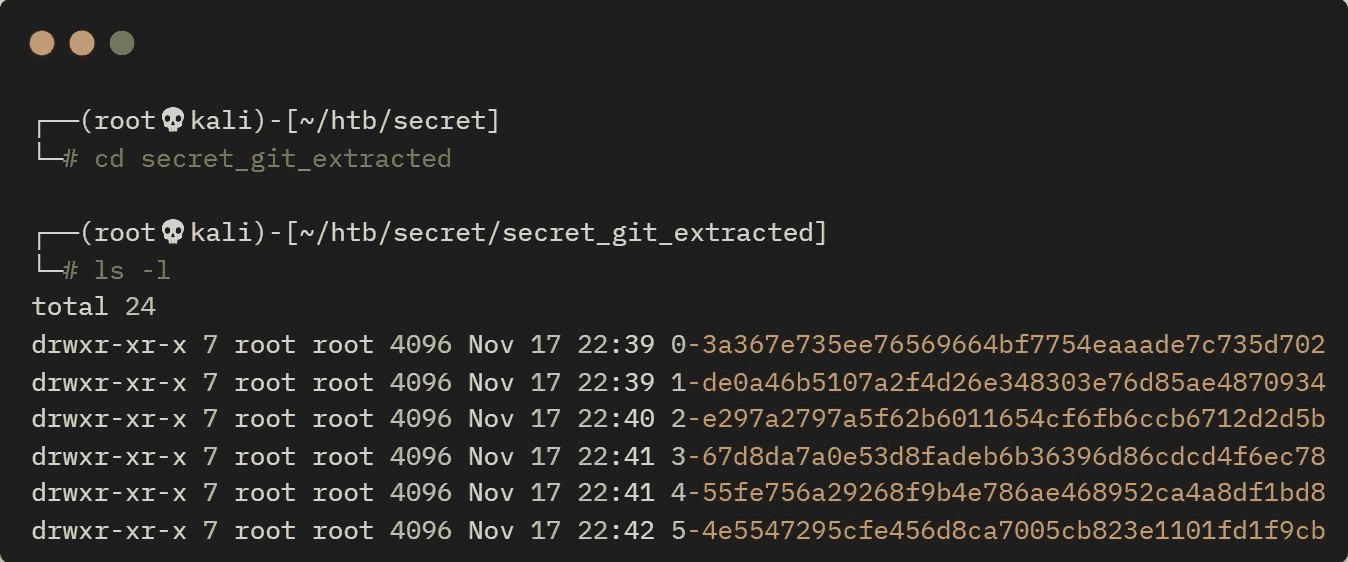 ┌──(root💀kali)-[~/htb/secret]
└─# cd secret_git_extracted
┌──(root💀kali)-[~/htb/secret/secret_git_extracted]
└─# ls -l
total 24
drwxr-xr-x 7 root root 4096 Nov 17 22:39 0-3a367e735ee76569664bf7754eaaade7c735d702
drwxr-xr-x 7 root root 4096 Nov 17 22:39 1-de0a46b5107a2f4d26e348303e76d85ae4870934
drwxr-xr-x 7 root root 4096 Nov 17 22:40 2-e297a2797a5f62b6011654cf6fb6ccb6712d2d5b
drwxr-xr-x 7 root root 4096 Nov 17 22:41 3-67d8da7a0e53d8fadeb6b36396d86cdcd4f6ec78
drwxr-xr-x 7 root root 4096 Nov 17 22:41 4-55fe756a29268f9b4e786ae468952ca4a8df1bd8
drwxr-xr-x 7 root root 4096 Nov 17 22:42 5-4e5547295cfe456d8ca7005cb823e1101fd1f9cb